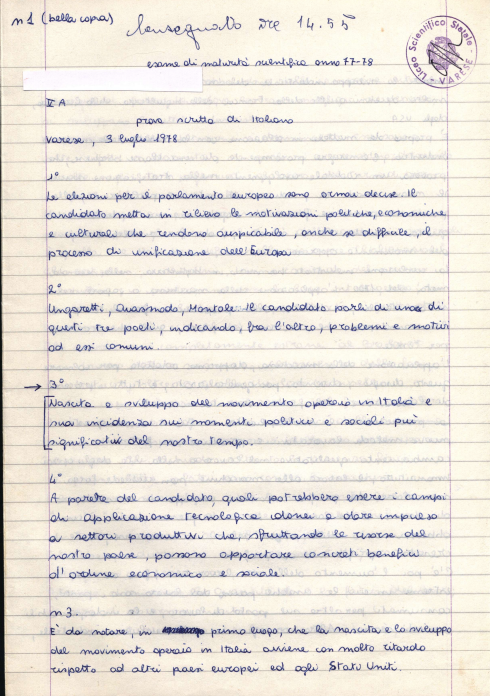 n 1 (bella copia)
Consegnato ore 14.55
Liceo Scientifico Statale
VARESE
esame di maturità scientifica anno 77-78
V A
prova scritta di Italiano
Varese, 3 luglio 1978
1°
Le elezioni per il parlamento europeo sono ormai decise. Il
candidato metta in rilievo le motivazioni politiche, economiche
e culturali che rendono auspicabile, anche se difficile, il
processo di unificazione dell'Europa
2°
Ungaretti, Quasimodo, Montale. Il candidato parli di uno di
questi tre poeti, indicando, fra l'altro, problemi e motivi
ad essi comuni.
→ 3°
Nascita e sviluppo del movimento operaio in Italia e
sua incidenza sui momenti politici e sociali più
significativi del nostro tempo.
4°
A parere del candidato, quali potrebbero essere i campi
di applicazione tecnologica idonei a dare impulso
a settori produttivi che, sfruttando le risorse del
nostro paese, possono apportare concreti benefici
d'ordine economico e sociale.
n 3.
E' da notare, in primo luogo, che la nascita e lo sviluppo
del movimento operaio in Italia avviene con molto ritardo
rispetto ad altri paesi europei ed agli Stati Uniti.